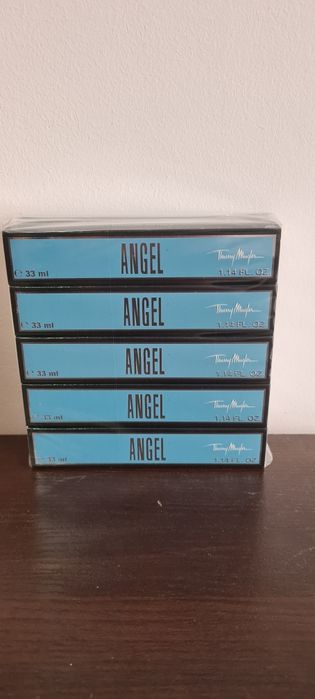 ANGEL
Thierry Mugler
℮ 33 ml
1.14 FL. OZ
ANGEL
Thierry Mugler
℮ 33 ml
1.14 FL. OZ
ANGEL
Thierry Mugler
℮ 33 ml
1.14 FL. OZ
ANGEL
Thierry Mugler
℮ 33 ml
1.14 FL. OZ
ANGEL
Thierry Mugler
33 ml
1.14 FL. OZ